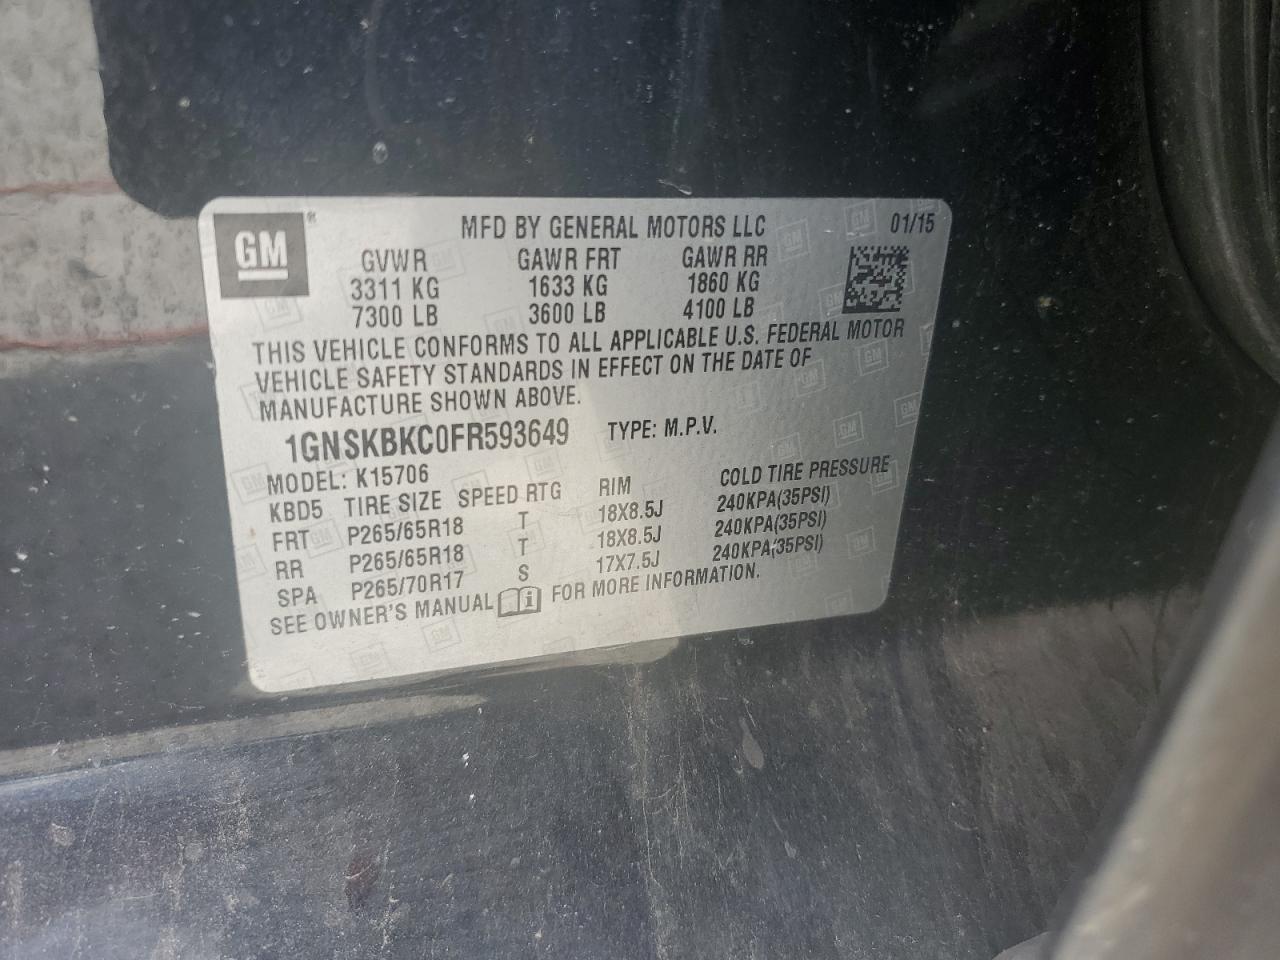 GM®
MFD BY GENERAL MOTORS LLC 01/15
GVWR GAWR FRT GAWR RR
3311 KG 1633 KG 1860 KG
7300 LB 3600 LB 4100 LB
THIS VEHICLE CONFORMS TO ALL APPLICABLE U.S. FEDERAL MOTOR
VEHICLE SAFETY STANDARDS IN EFFECT ON THE DATE OF
MANUFACTURE SHOWN ABOVE.
1GNSKBKC0FR593649 TYPE: M.P.V.
MODEL: K15706
KBD5 TIRE SIZE SPEED RTG RIM COLD TIRE PRESSURE
FRT P265/65R18 T 18X8.5J 240KPA(35PSI)
RR P265/65R18 T 18X8.5J 240KPA(35PSI)
SPA P265/70R17 S 17X7.5J 240KPA(35PSI)
SEE OWNER'S MANUAL FOR MORE INFORMATION.